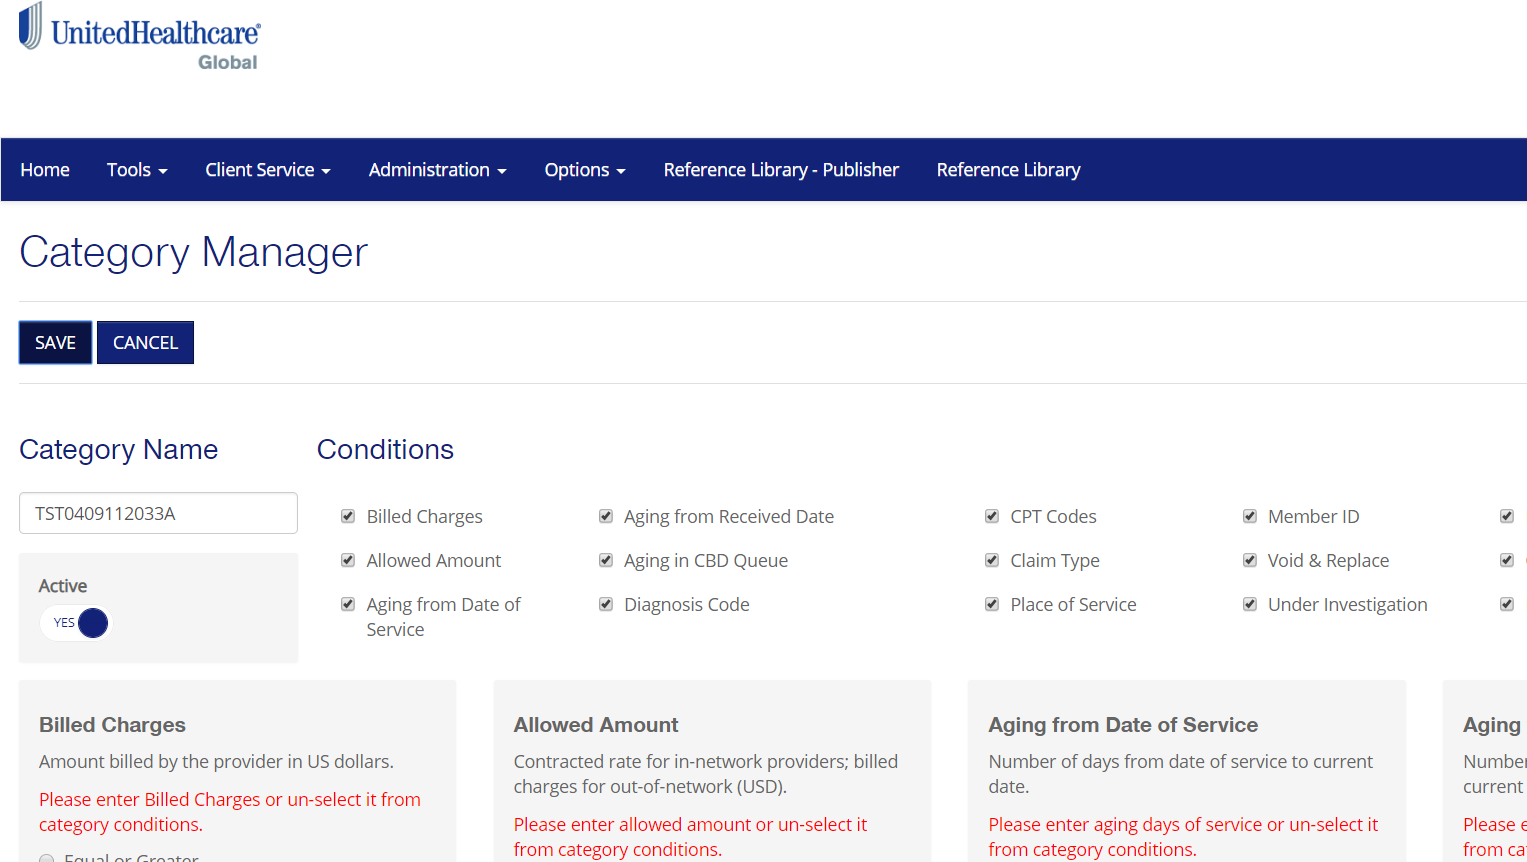 UnitedHealthcare®
Global
Home Tools Client Service Administration Options Reference Library - Publisher Reference Library
Category Manager
SAVE CANCEL
Category Name Conditions
TST0409112033A
Billed Charges Aging from Received Date CPT Codes Member ID
Allowed Amount Aging in CBD Queue Claim Type Void & Replace
Aging from Date of Diagnosis Code Place of Service Under Investigation
Service
Active
YES
Billed Charges
Amount billed by the provider in US dollars.
Please enter Billed Charges or un-select it from
category conditions.
Equal or Greater
Allowed Amount
Contracted rate for in-network providers; billed
charges for out-of-network (USD).
Please enter allowed amount or un-select it
from category conditions.
Aging from Date of Service
Number of days from date of service to current
date.
Please enter aging days of service or un-select it
from category conditions.
Aging
Number
current
Please
from